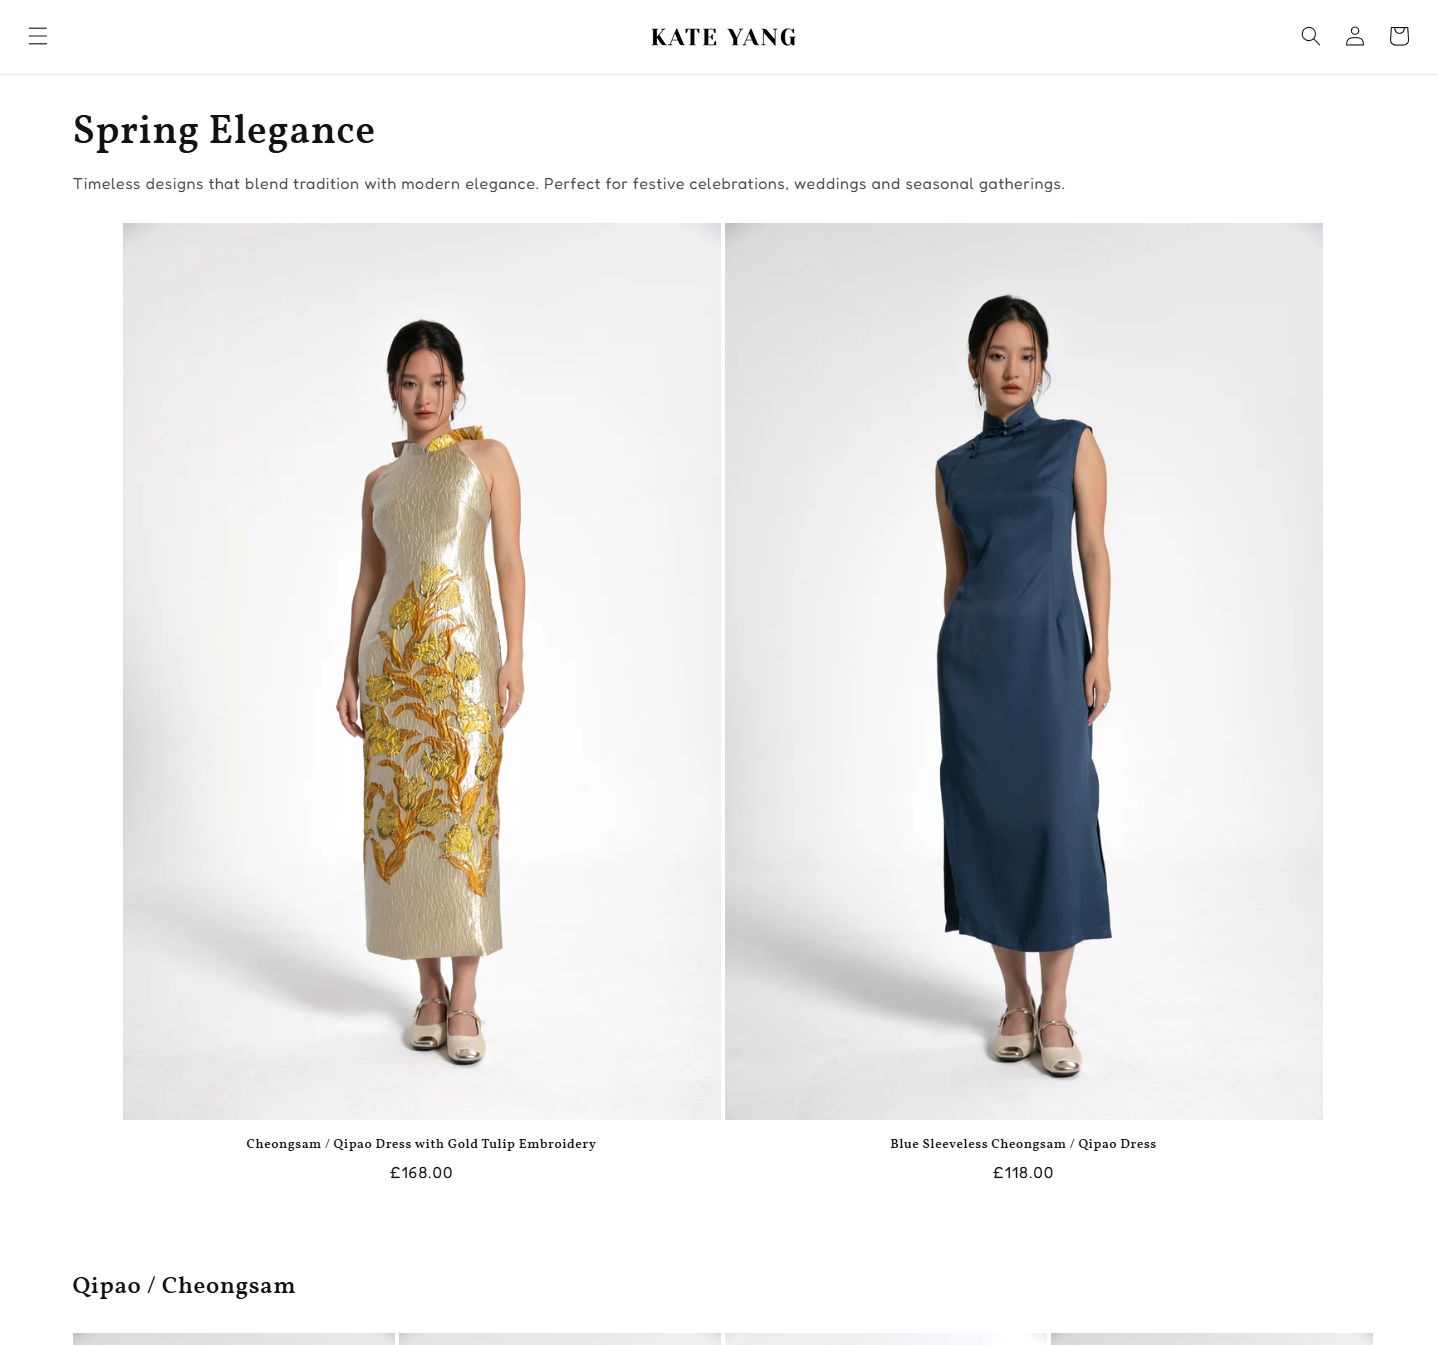 KATE YANG
Spring Elegance
Timeless designs that blend tradition with modern elegance. Perfect for festive celebrations, weddings and seasonal gatherings.
Cheongsam / Qipao Dress with Gold Tulip Embroidery
£168.00
Blue Sleeveless Cheongsam / Qipao Dress
£118.00
Qipao / Cheongsam